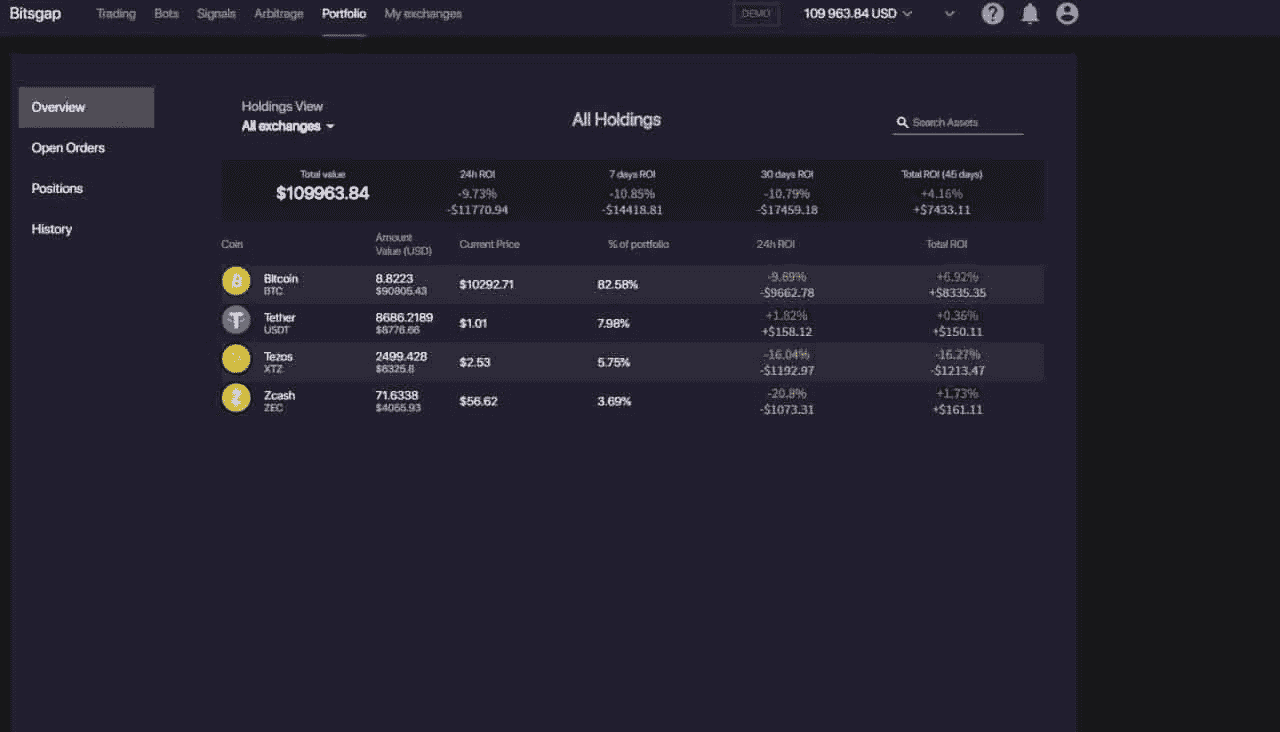 Bitsgap Trading Bots Signals Arbitrage Portfolio My exchanges DEMO 109 963.84 USD
Overview
Open Orders
Positions
History
Holdings View
All exchanges
All Holdings
Search Assets
Total value 24h ROI 7 days ROI 30 days ROI Total ROI (45 days)
$109963.84 -9.73% -10.85% -10.79% +4.16%
-$11770.94 -$14418.81 -$17459.18 +$7433.11
Coin Amount Value (USD) Current Price % of portfolio 24h ROI Total ROI
Bitcoin 8.8223 $10292.71 82.58% -9.69% +6.92%
BTC $90805.43 -$9662.78 +$8335.35
Tether 8686.2189 $1.01 7.98% +1.82% +0.36%
USDT $8776.66 +$158.12 +$150.11
Tezos 2499.428 $2.53 5.75% -16.04% -16.27%
XTZ $6325.8 -$1192.97 -$1213.47
Zcash 71.6338 $56.62 3.69% -20.8% +1.73%
ZEC $4055.93 -$1073.31 +$161.11